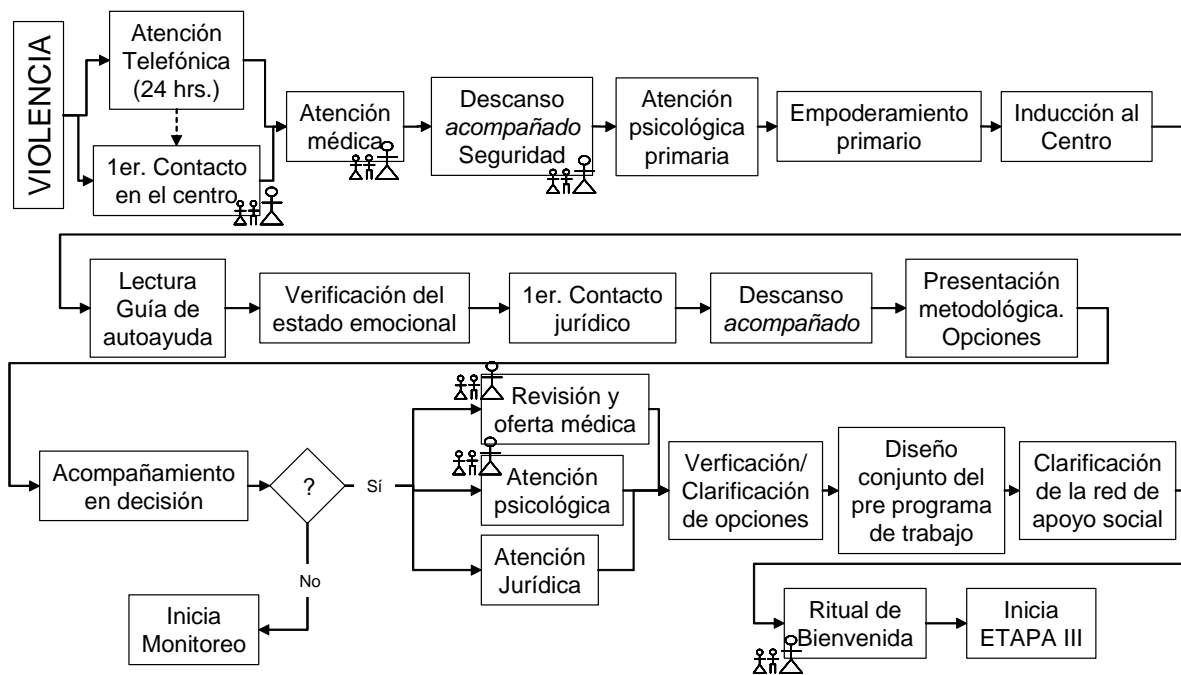 VIOLENCIA
Atención
Telefónica
(24 hrs.)
1er. Contacto
en el centro
Atención
médica
Descanso
acompañado
Seguridad
Atención
psicológica
primaria
Empoderamiento
primario
Inducción al
Centro
Lectura
Guía de
autoayuda
Verificación del
estado emocional
1er. Contacto
jurídico
Descanso
acompañado
Presentación
metodológica.
Opciones
Acompañamiento
en decisión
?
Sí
No
Inicia
Monitoreo
Revisión y
oferta médica
Atención
psicológica
Atención
Jurídica
Verficación/
Clarificación
de opciones
Diseño
conjunto del
pre programa
de trabajo
Clarificación
de la red de
apoyo social
Ritual de
Bienvenida
Inicia
ETAPA III